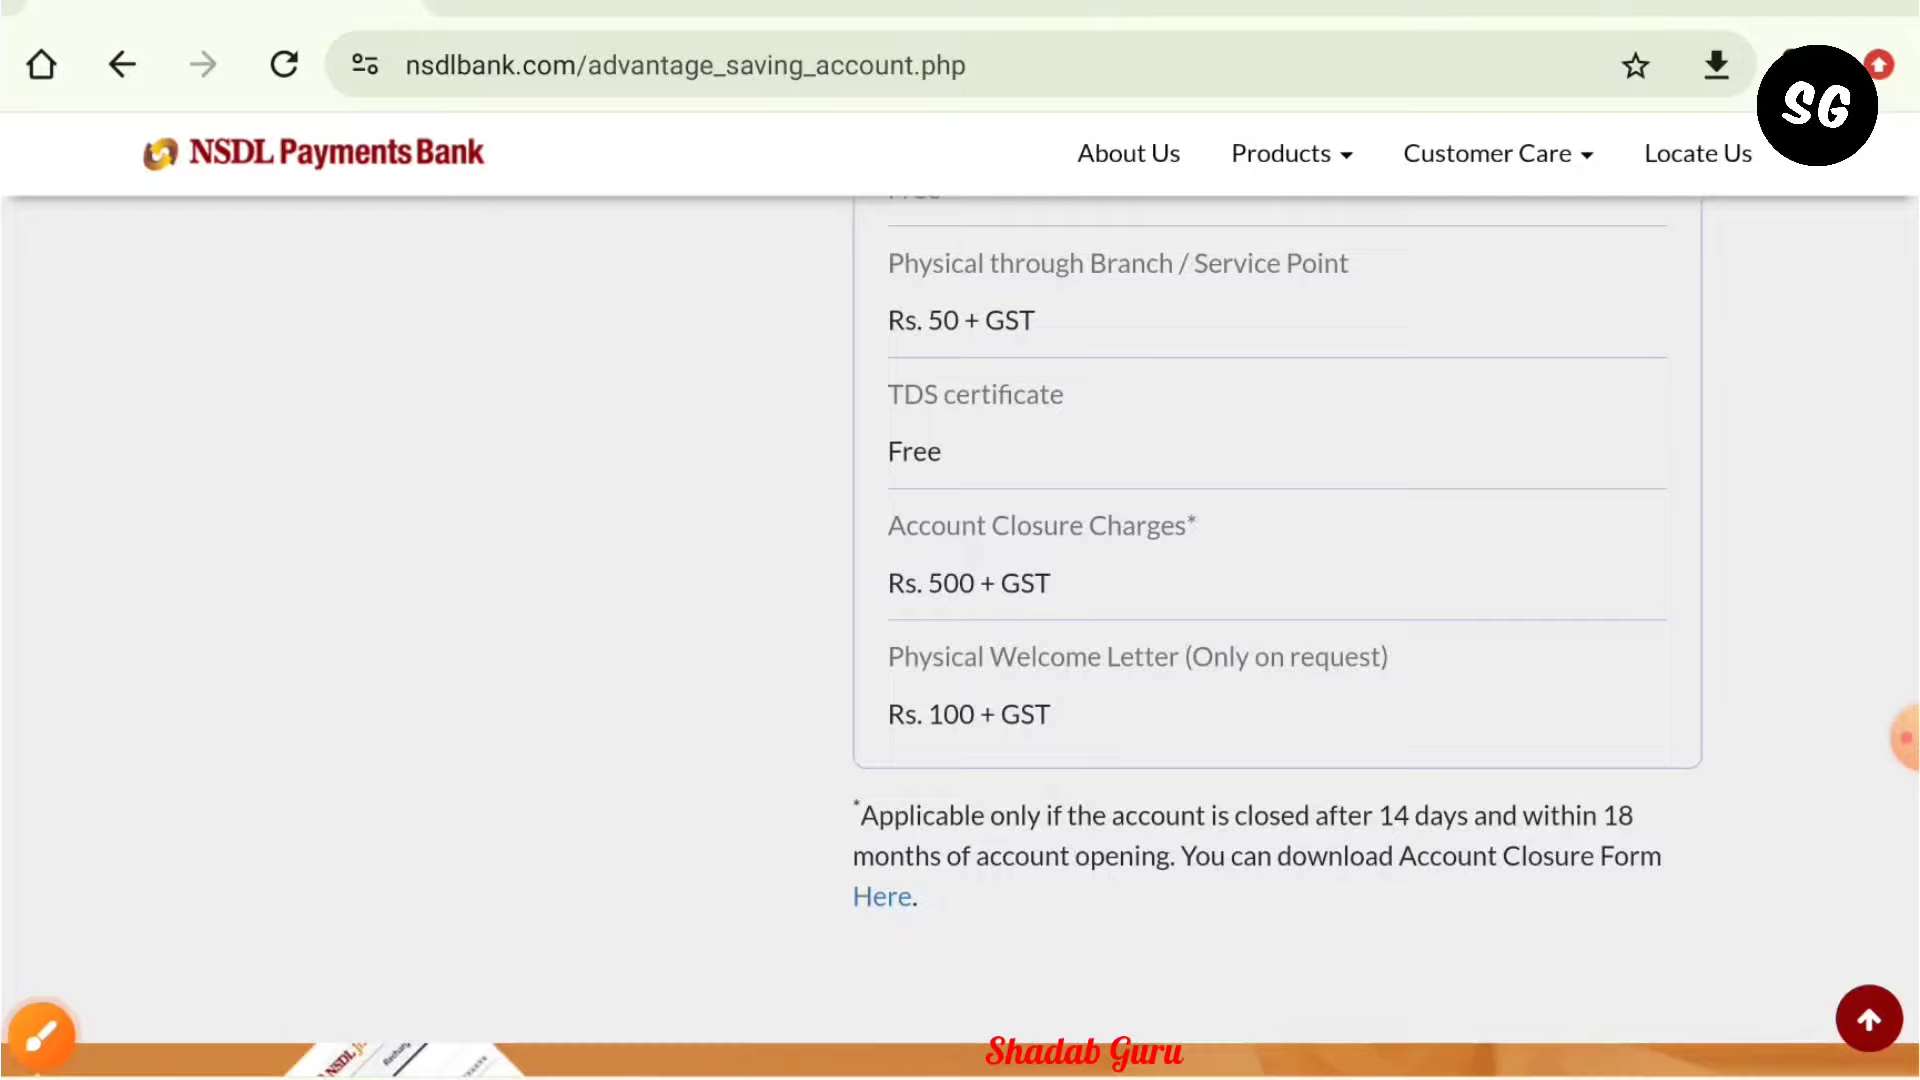 nsdlbank.com/advantage_saving_account.php
SG
NSDL Payments Bank
About Us
Products
Customer Care
Locate Us
Physical through Branch / Service Point
Rs. 50 + GST
TDS certificate
Free
Account Closure Charges*
Rs. 500 + GST
Physical Welcome Letter (Only on request)
Rs. 100 + GST
*Applicable only if the account is closed after 14 days and within 18
months of account opening. You can download Account Closure Form
Here.
NSDL
Shadab Guru